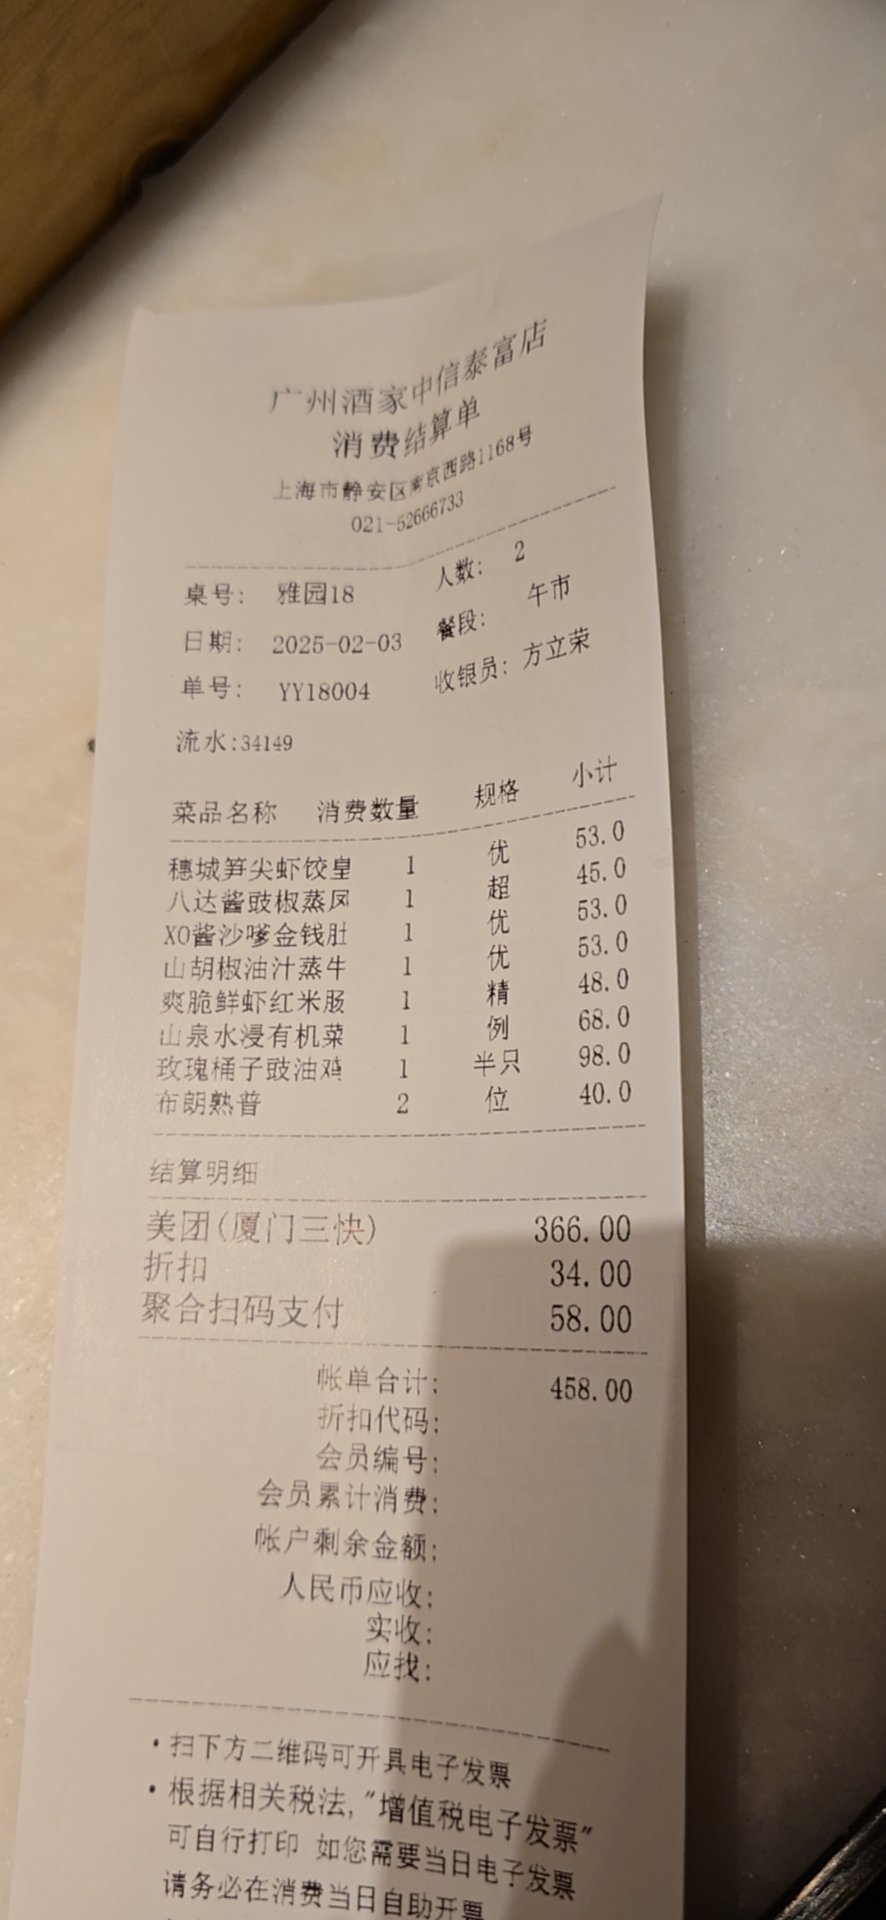 广州酒家中信泰富店
消费结算单
上海市静安区南京西路1168号
021-52666733
桌号: 雅园18 人数: 2
日期: 2025-02-03 餐段: 午市
单号: YY18004 收银员: 方立荣
流水:34149
菜品名称 消费数量 规格 小计
穗城笋尖虾饺皇 1 优 53.0
八达酱豉椒蒸凤 1 超 45.0
XO酱沙嗲金钱肚 1 优 53.0
山胡椒油汁蒸牛 1 优 53.0
爽脆鲜虾红米肠 1 精 48.0
山泉水浸有机菜 1 例 68.0
玫瑰桶子豉油鸡 1 半只 98.0
布朗熟普 2 位 40.0
结算明细
美团(厦门三快) 366.00
折扣 34.00
聚合扫码支付 58.00
帐单合计: 458.00
折扣代码:
会员编号:
会员累计消费:
帐户剩余金额:
人民币应收:
实收:
应找:
·扫下方二维码可开具电子发票
·根据相关税法,"增值税电子发票"
可自行打印 如您需要当日电子发票
请务必在消费当日自助开票